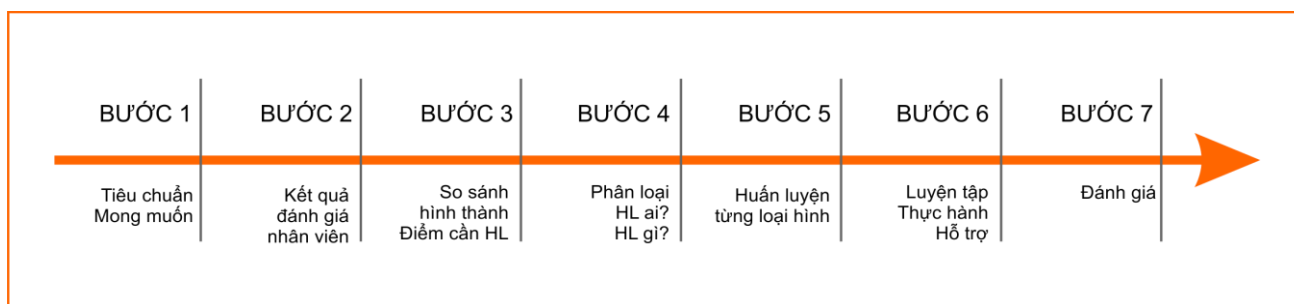 BƯỚC 1
BƯỚC 2
BƯỚC 3
BƯỚC 4
BƯỚC 5
BƯỚC 6
BƯỚC 7
Tiêu chuẩn
Mong muốn
Kết quả
đánh giá
nhân viên
So sánh
hình thành
Điểm cần HL
Phân loại
HL ai?
HL gì?
Huấn luyện
từng loại hình
Luyện tập
Thực hành
Hỗ trợ
Đánh giá